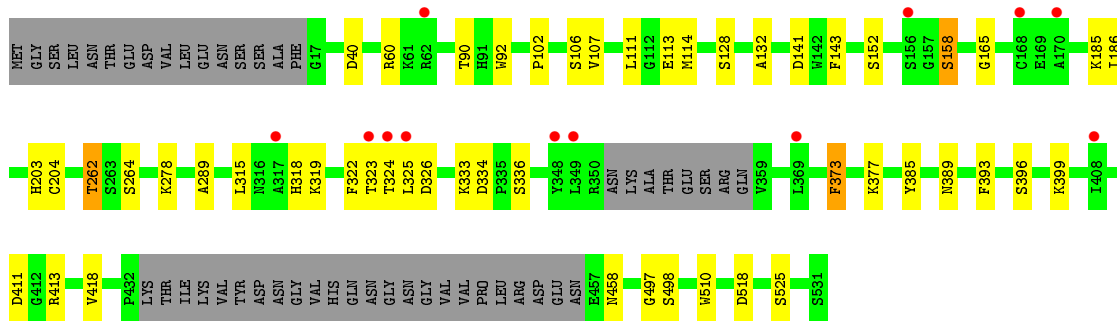 MET GLY SER LEU ASN THR GLU ASP VAL LEU GLU ASN SER SER ALA PHE G17 D40 R60 K61 R62 T90 H91 W92 P102 S106 V107 L111 G112 E113 M114 S128 A132 D141 W142 F143 S152 S156 G157 S158 G165 C168 E169 A170 K185 I186
H203 C204 T262 S263 S264 K278 A289 L315 N316 A317 H318 K319 F322 T323 T324 L325 D326 K333 D334 P335 S336 Y348 L349 R350 ASN LYS ALA THR GLU SER ARG GLN V359 L369 F373 K377 Y385 N389 F393 S396 K399 I408
D411 G412 R413 V418 P432 LYS THR ILE LYS VAL TYR ASP ASN GLY VAL HIS GLN ASN GLY ASN GLY VAL VAL PRO LEU ARG ASP GLU ASN E457 N458 G497 S498 W510 D518 S525 S531